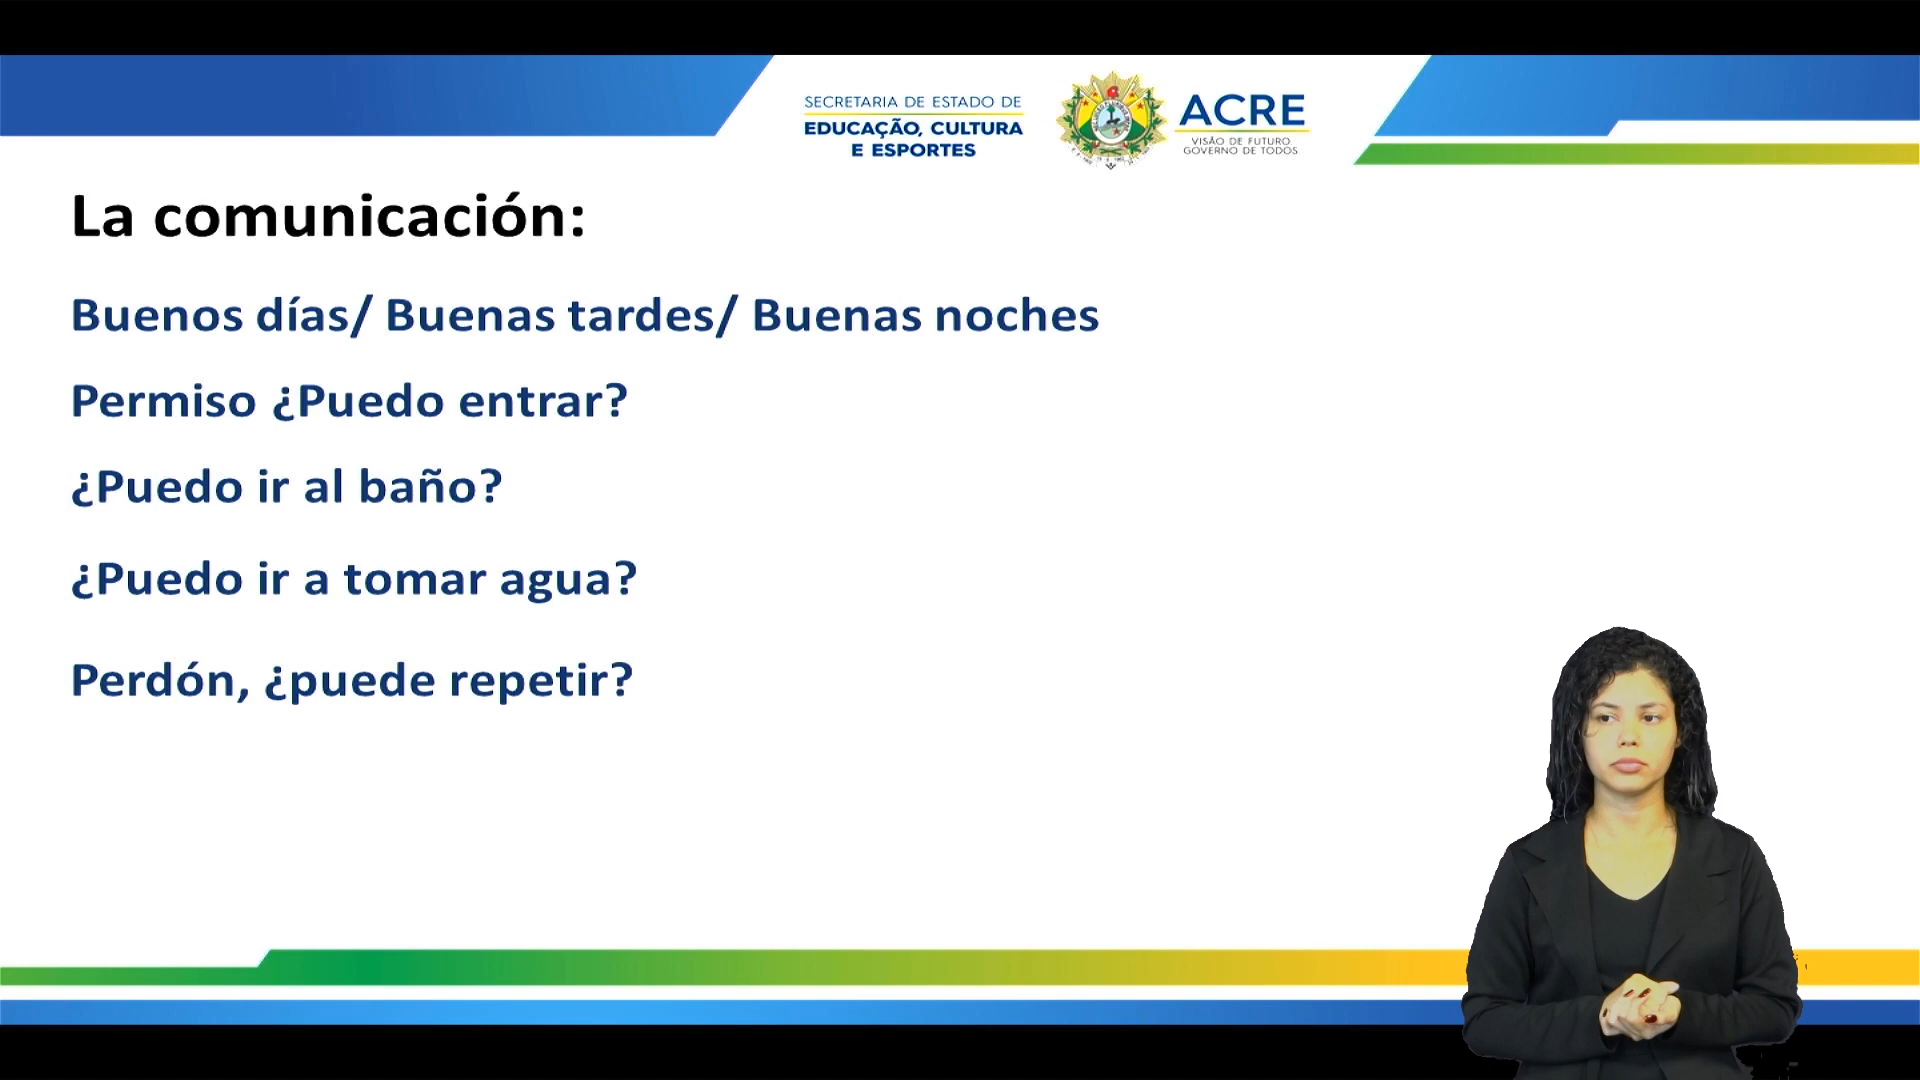 SECRETARIA DE ESTADO DE
EDUCAÇÃO, CULTURA
E ESPORTES
ACRE
VISÃO DE FUTURO
GOVERNO DE TODOS
La comunicación:
Buenos días/ Buenas tardes/ Buenas noches
Permiso ¿Puedo entrar?
¿Puedo ir al baño?
¿Puedo ir a tomar agua?
Perdón, ¿puede repetir?